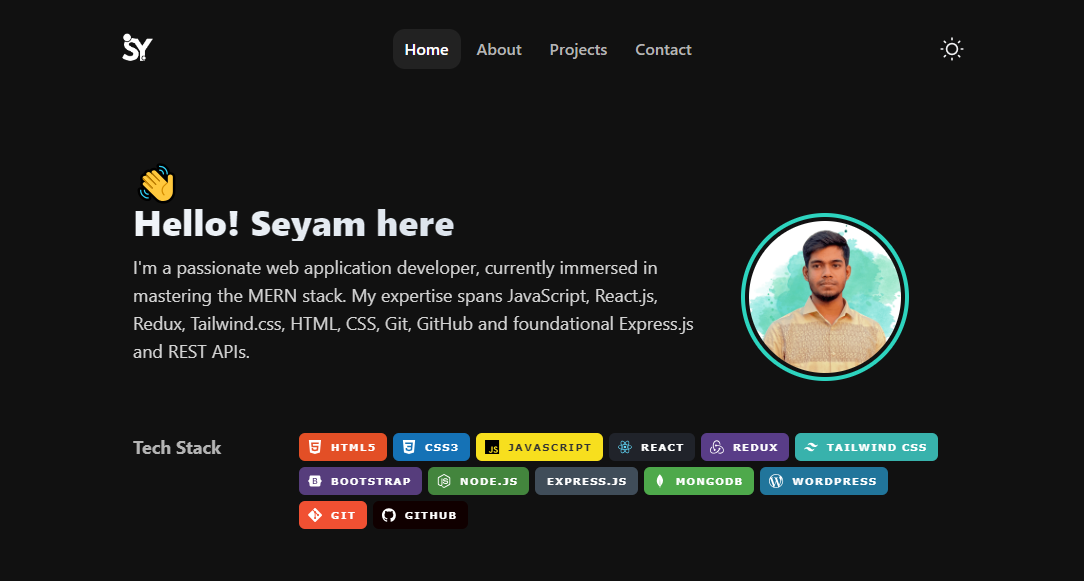 SY
Home About Projects Contact
Hello! Seyam here
I'm a passionate web application developer, currently immersed in
mastering the MERN stack. My expertise spans JavaScript, React.js,
Redux, Tailwind.css, HTML, CSS, Git, GitHub and foundational Express.js
and REST APIs.
Tech Stack HTML5 CSS3 JS JAVASCRIPT REACT REDUX TAILWIND CSS
B BOOTSTRAP NODE.JS EXPRESS.JS MONGODB WORDPRESS
GIT GITHUB